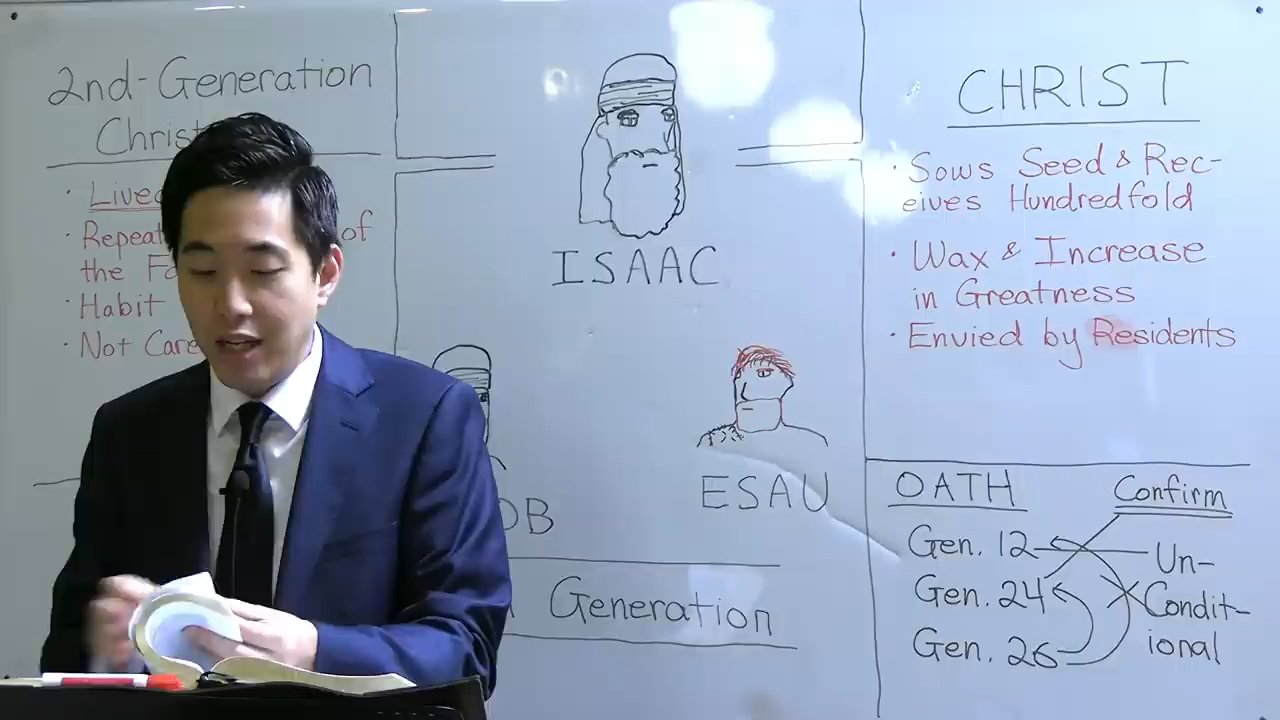 2nd-Generation
Christ
· Live
· Repeat of
the Fa
· Habit
· Not Care
ISAAC
OB
ESAU
Generation
CHRIST
· Sows Seed & Rec-
eives Hundredfold
· Wax & Increase
in Greatness
· Envied by Residents
OATH Confirm
Gen. 12 Un-
Gen. 24 Condit-
Gen. 26 ional